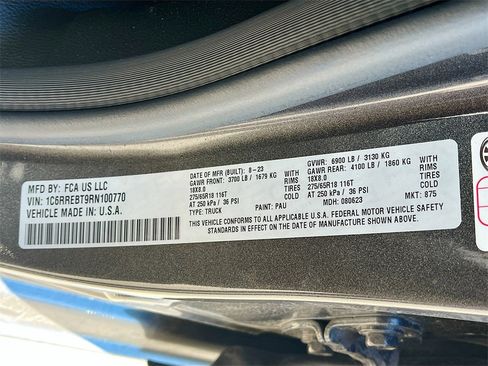 MFD BY: FCA US LLC
VIN: 1C6RREBT9RN100770
VEHICLE MADE IN: U.S.A.
DATE OF MFR (BUILT): 8-23
GAWR FRONT: 3700 LB / 1679 KG WITH
18X8.0 RIMS
275/65R18 116T TIRES
AT 250 kPa / 36 PSI COLD
TYPE: TRUCK PAINT: PAU
GVWR: 6900 LB / 3130 KG
GAWR REAR: 4100 LB / 1860 KG WITH
18X8.0 RIMS
275/65R18 116T TIRES
AT 250 kPa / 36 PSI COLD
MDH: 080623 MKT: 875
THIS VEHICLE CONFORMS TO ALL U.S.A. FEDERAL MOTOR VEHICLE SAFETY
STANDARDS IN EFFECT ON THE DATE OF MFR SHOWN ABOVE.